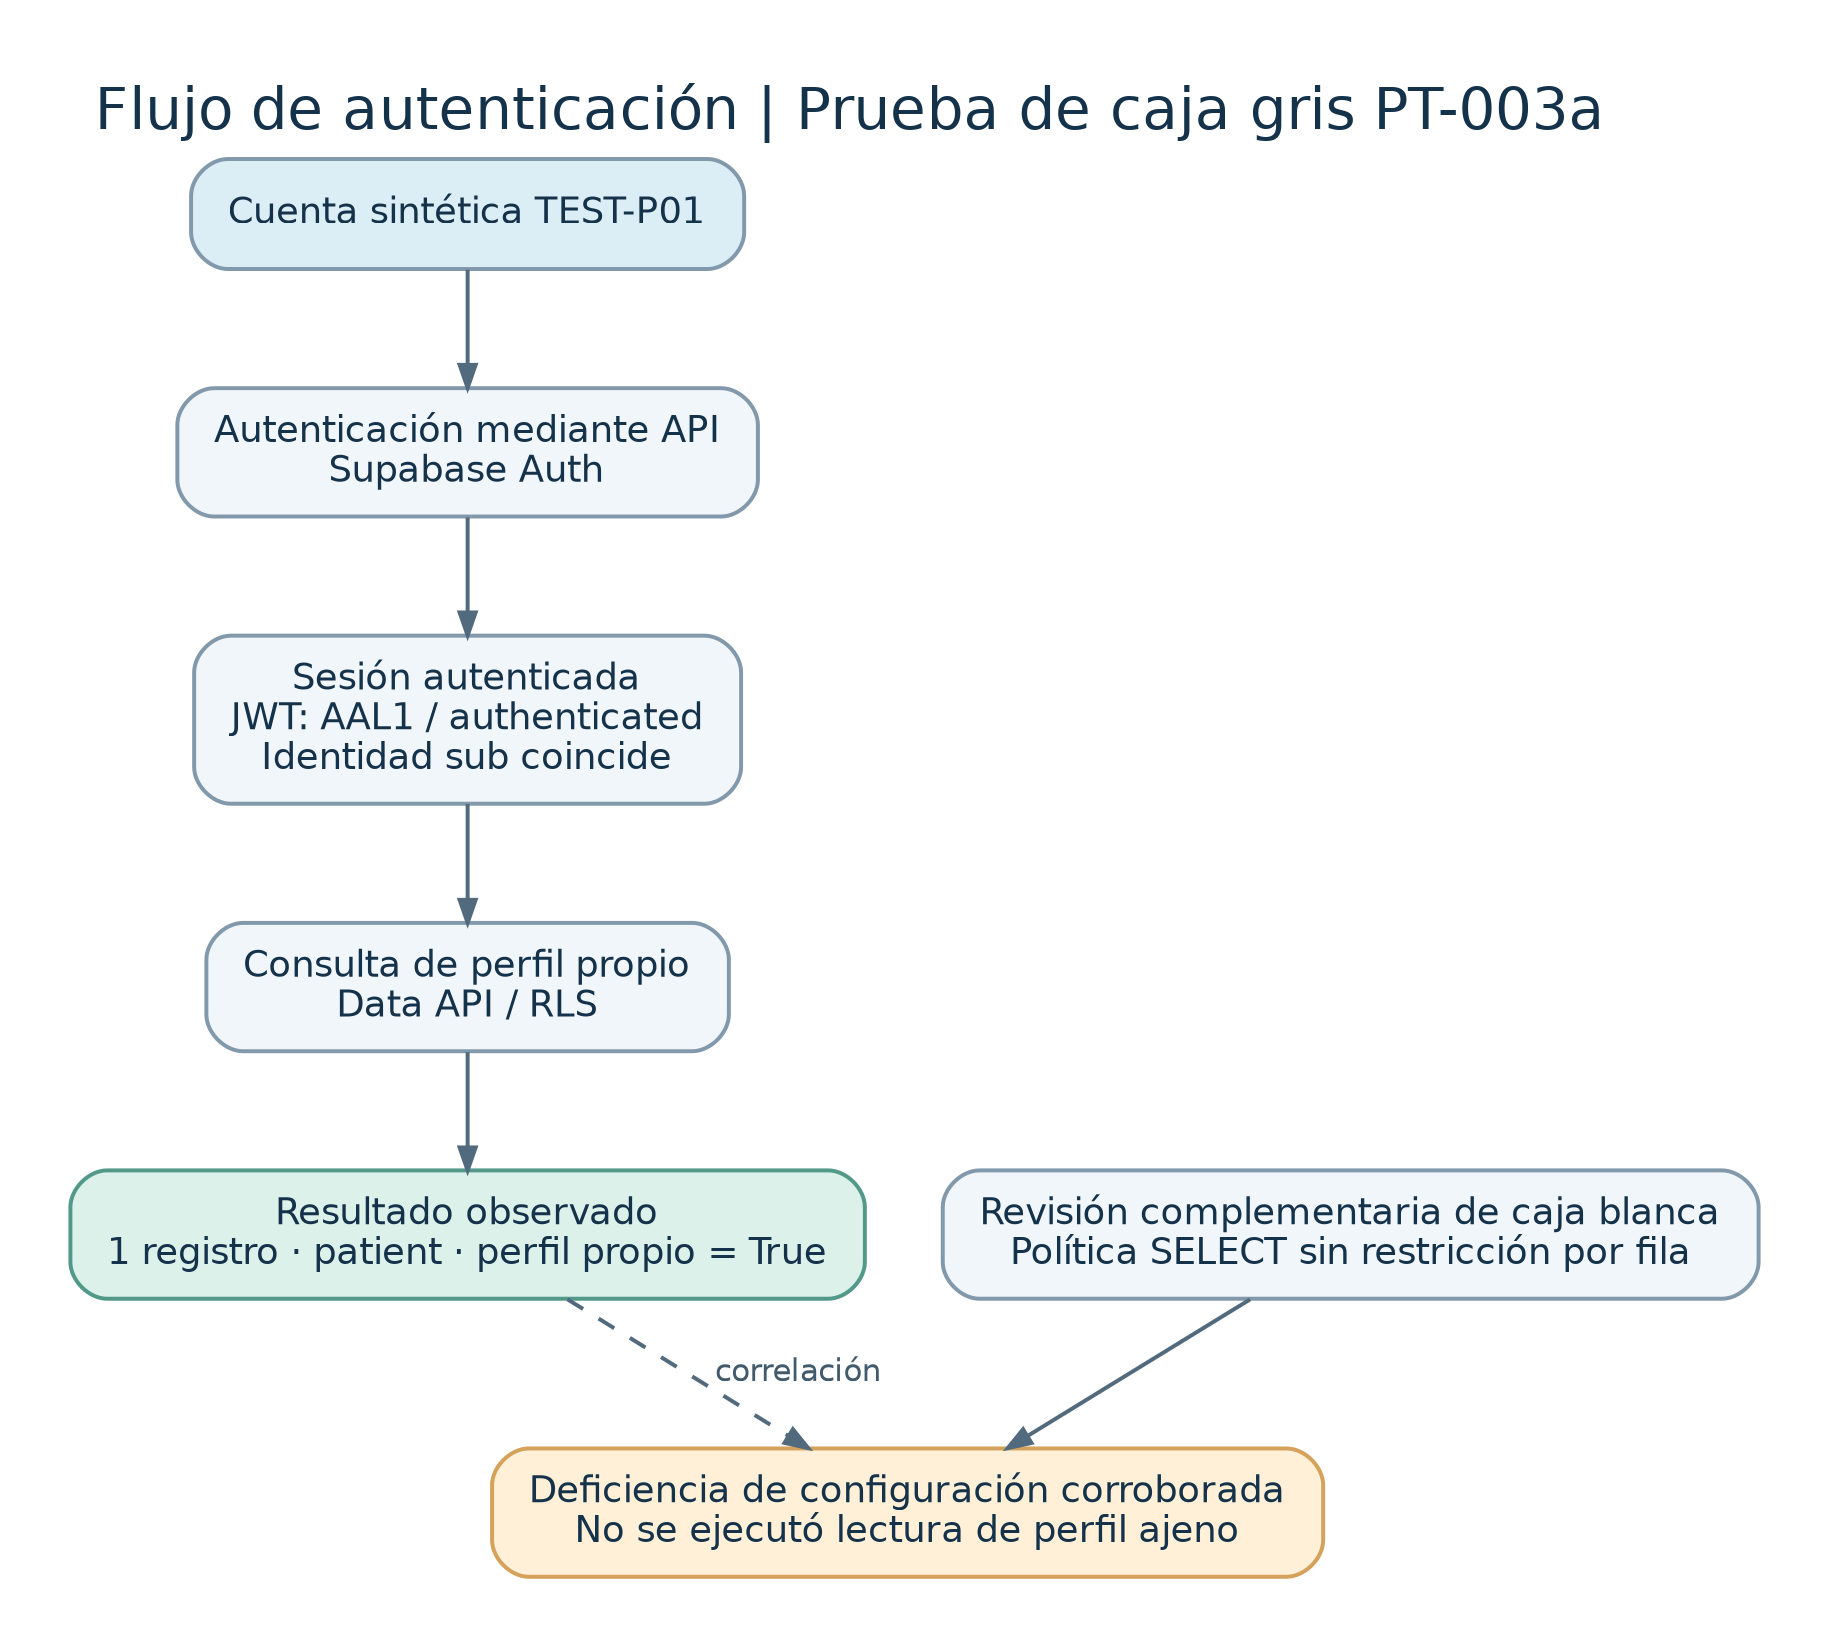 Flujo de autenticación | Prueba de caja gris PT-003a
Cuenta sintética TEST-P01
Autenticación mediante API
Supabase Auth
Sesión autenticada
JWT: AAL1 / authenticated
Identidad sub coincide
Consulta de perfil propio
Data API / RLS
Resultado observado
1 registro · patient · perfil propio = True
Revisión complementaria de caja blanca
Política SELECT sin restricción por fila
correlación
Deficiencia de configuración corroborada
No se ejecutó lectura de perfil ajeno